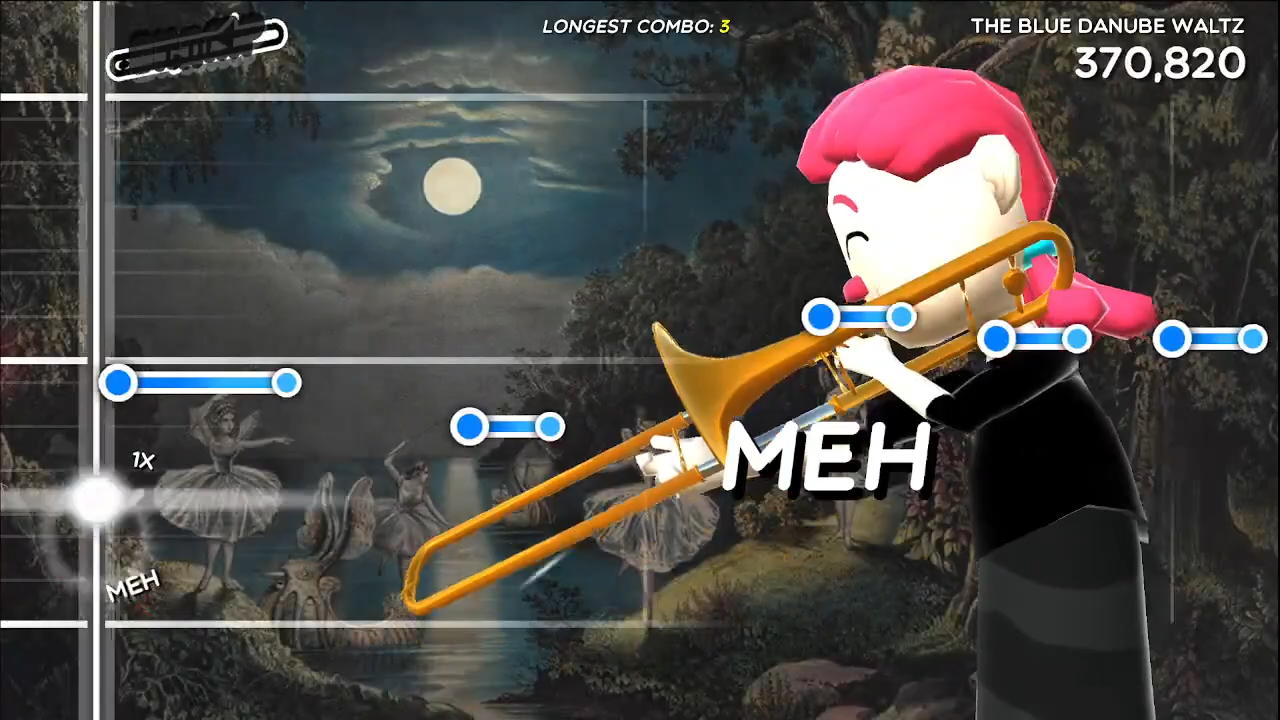 LONGEST COMBO: 3
THE BLUE DANUBE WALTZ
370,820
1X
MEH
MEH